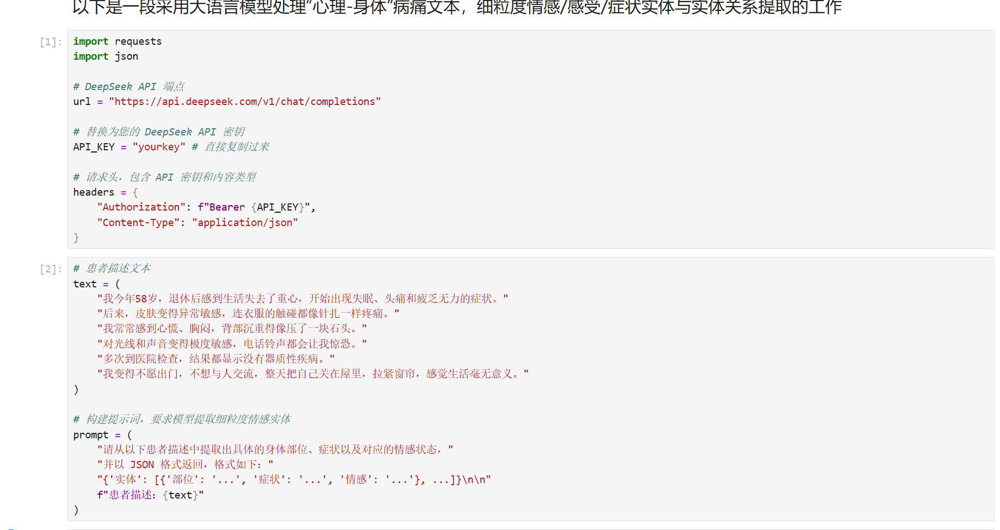 以下是一段采用大语言模型处理“心理-身体”病痛文本，细粒度情感/感受/症状实体与实体关系提取的工作
[1]:
import requests
import json
# DeepSeek API 端点
url = "https://api.deepseek.com/v1/chat/completions"
# 替换为您的 DeepSeek API 密钥
API_KEY = "yourkey" # 直接复制过来
# 请求头，包含 API 密钥和内容类型
headers = {
    "Authorization": f"Bearer {API_KEY}",
    "Content-Type": "application/json"
}
[2]:
# 患者描述文本
text = (
    "我今年58岁，退休后感到生活失去了重心，开始出现失眠、头痛和疲乏无力的症状。"
    "后来，皮肤变得异常敏感，连衣服的触碰都像针扎一样疼痛。"
    "我常常感到心慌、胸闷，背部沉重得像压了一块石头。"
    "对光线和声音变得极度敏感，电话铃声都会让我惊恐。"
    "多次到医院检查，结果都显示没有器质性疾病。"
    "我变得不愿出门，不想与人交流，整天把自己关在屋里，拉紧窗帘，感觉生活毫无意义。"
)
# 构建提示词，要求模型提取细粒度情感实体
prompt = (
    "请从以下患者描述中提取出具体的身体部位、症状以及对应的情感状态，"
    "并以 JSON 格式返回，格式如下："
    "{'实体': [{'部位': '...', '症状': '...', '情感': '...'}, ...]}\n\n"
    f"患者描述：{text}"
)